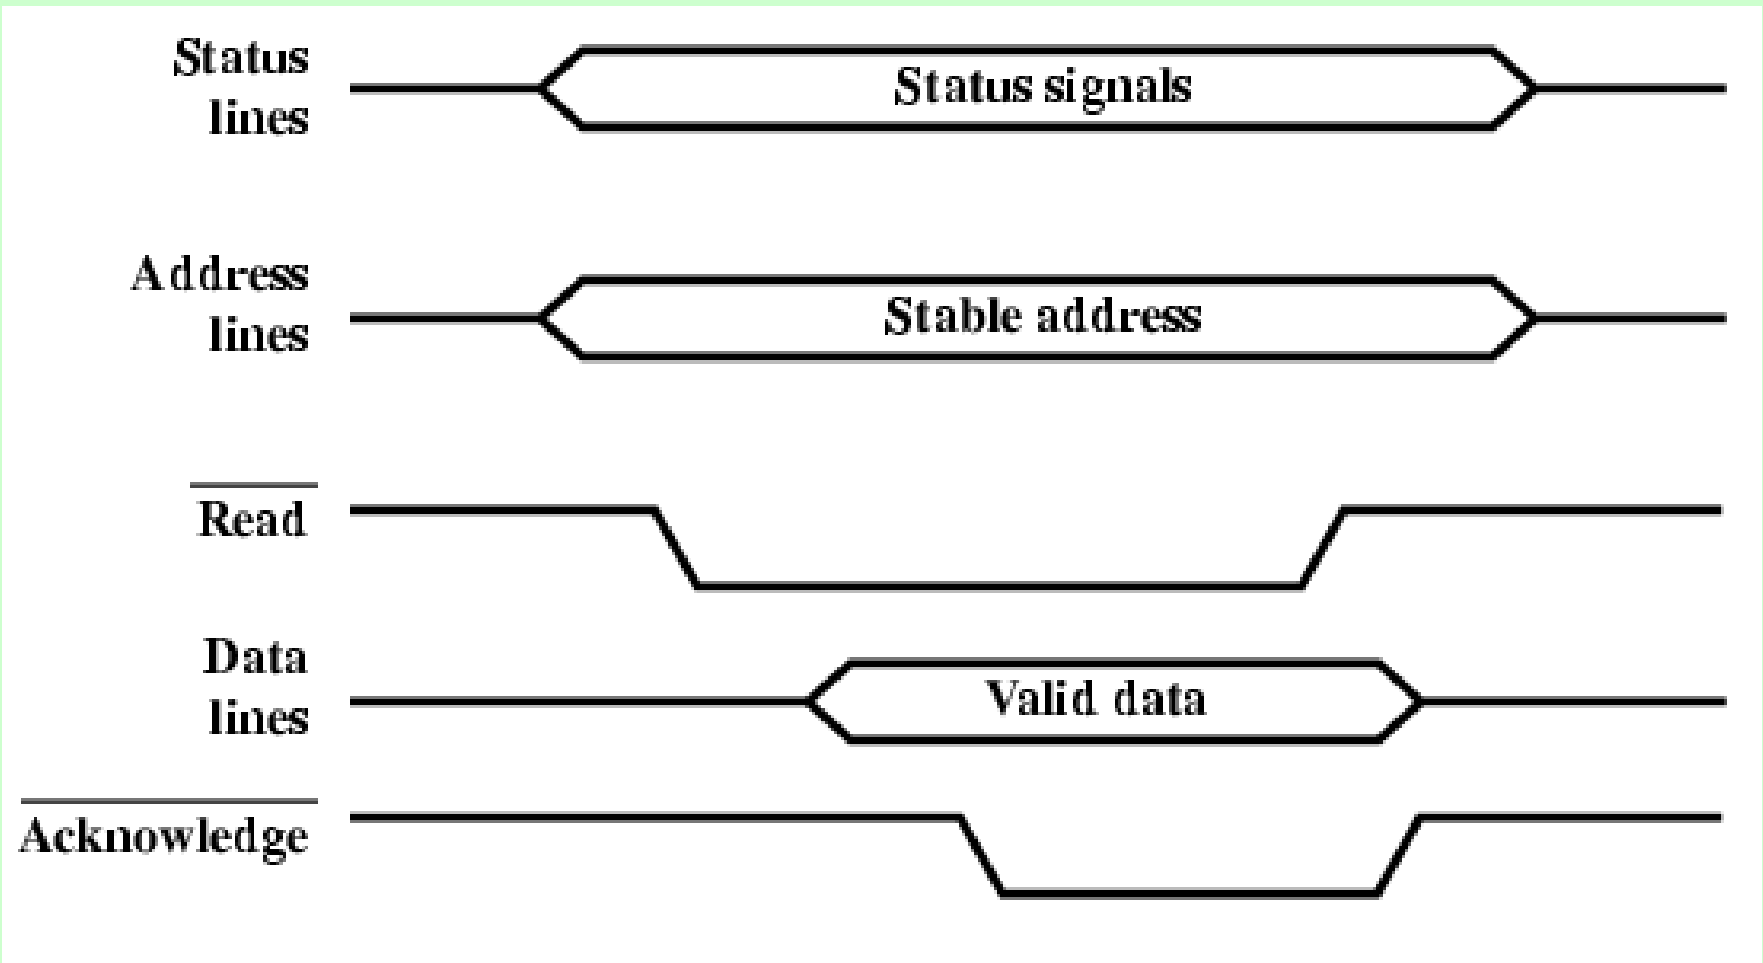 Status
lines
Status signals
Address
lines
Stable address
Read
Data
lines
Valid data
Acknowledge